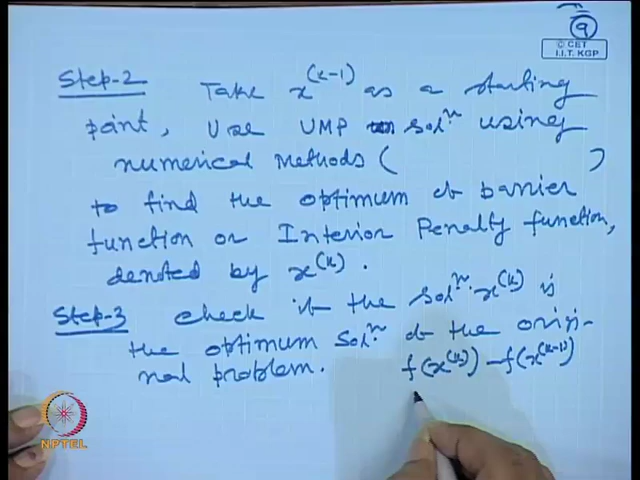 9
© CET
I.I.T. KGP
Step-2 Take x^(k-1) as a starting
point, Use UMP solⁿ using
numerical methods ( )
to find the optimum of barrier
function or Interior Penalty function,
denoted by x^(k).
Step-3 Check if the solⁿ. x^(k) is
the optimum solⁿ. of the origi-
nal problem. f(x^(k)) - f(x^(k-1))
NPTEL